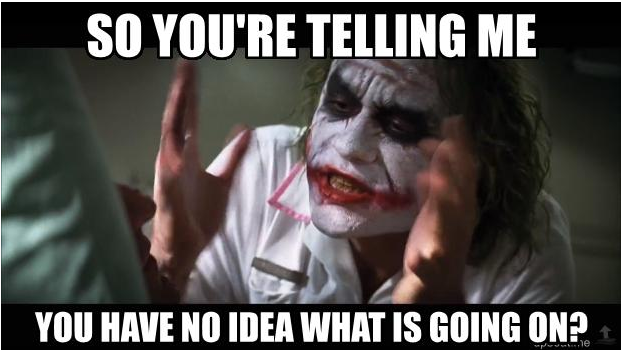 SO YOU'RE TELLING ME
YOU HAVE NO IDEA WHAT IS GOING ON?